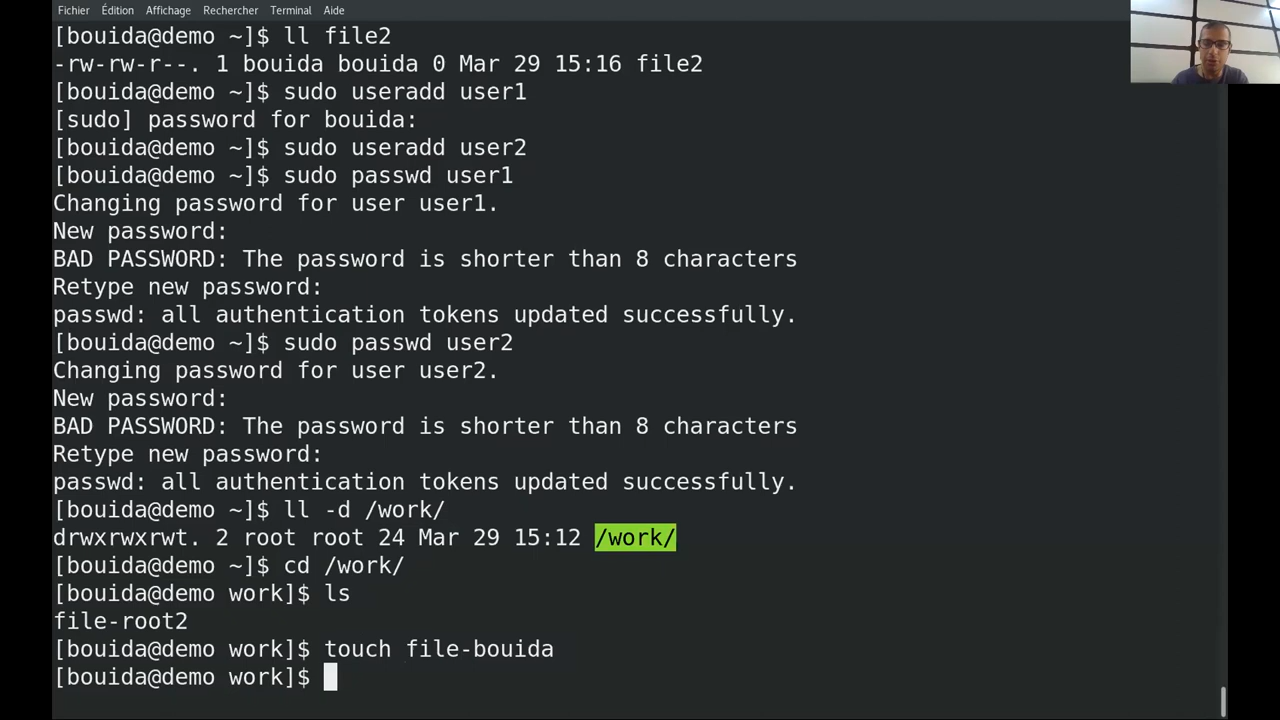 Fichier Édition Affichage Rechercher Terminal Aide
[bouida@demo ~]$ ll file2
-rw-rw-r--. 1 bouida bouida 0 Mar 29 15:16 file2
[bouida@demo ~]$ sudo useradd user1
[sudo] password for bouida:
[bouida@demo ~]$ sudo useradd user2
[bouida@demo ~]$ sudo passwd user1
Changing password for user user1.
New password:
BAD PASSWORD: The password is shorter than 8 characters
Retype new password:
passwd: all authentication tokens updated successfully.
[bouida@demo ~]$ sudo passwd user2
Changing password for user user2.
New password:
BAD PASSWORD: The password is shorter than 8 characters
Retype new password:
passwd: all authentication tokens updated successfully.
[bouida@demo ~]$ ll -d /work/
drwxrwxrwt. 2 root root 24 Mar 29 15:12 /work/
[bouida@demo ~]$ cd /work/
[bouida@demo work]$ ls
file-root2
[bouida@demo work]$ touch file-bouida
[bouida@demo work]$